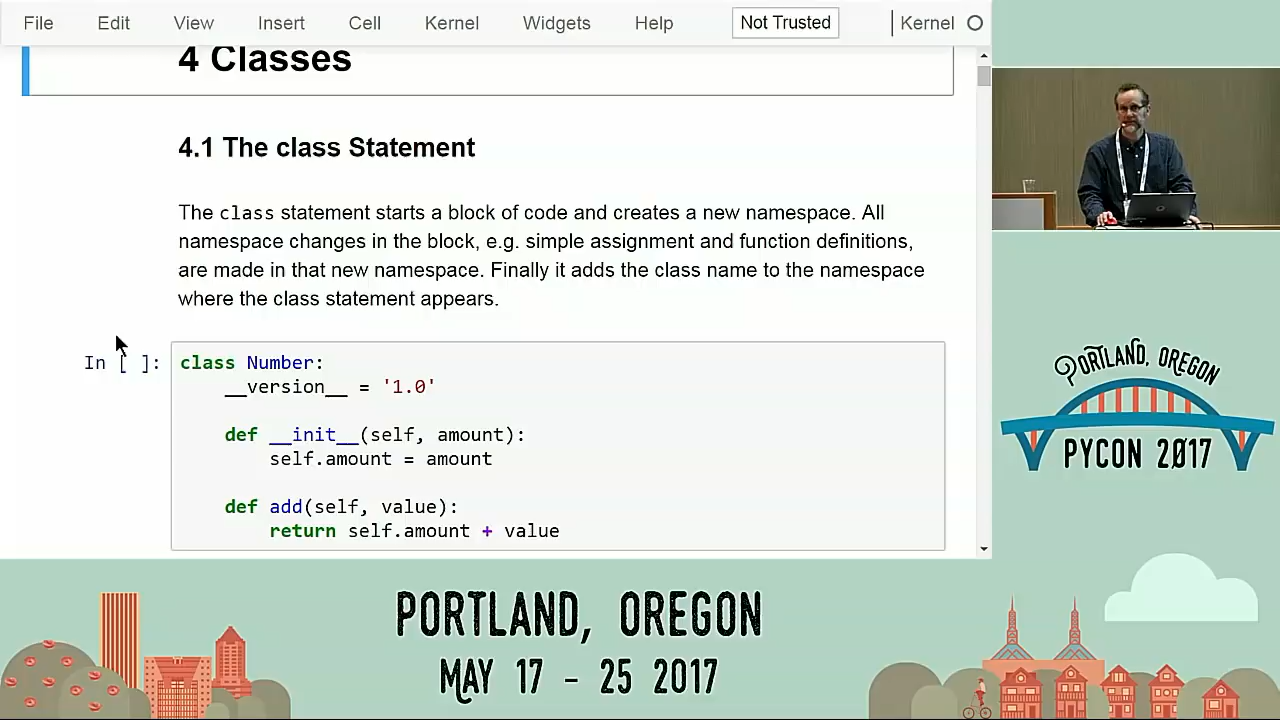 File Edit View Insert Cell Kernel Widgets Help Not Trusted Kernel
4 Classes
4.1 The class Statement
The class statement starts a block of code and creates a new namespace. All
namespace changes in the block, e.g. simple assignment and function definitions,
are made in that new namespace. Finally it adds the class name to the namespace
where the class statement appears.
In [ ]: class Number:
__version__ = '1.0'
def __init__(self, amount):
self.amount = amount
def add(self, value):
return self.amount + value
PORTLAND, OREGON
PYCON 2017
PORTLAND, OREGON
MAY 17 - 25 2017